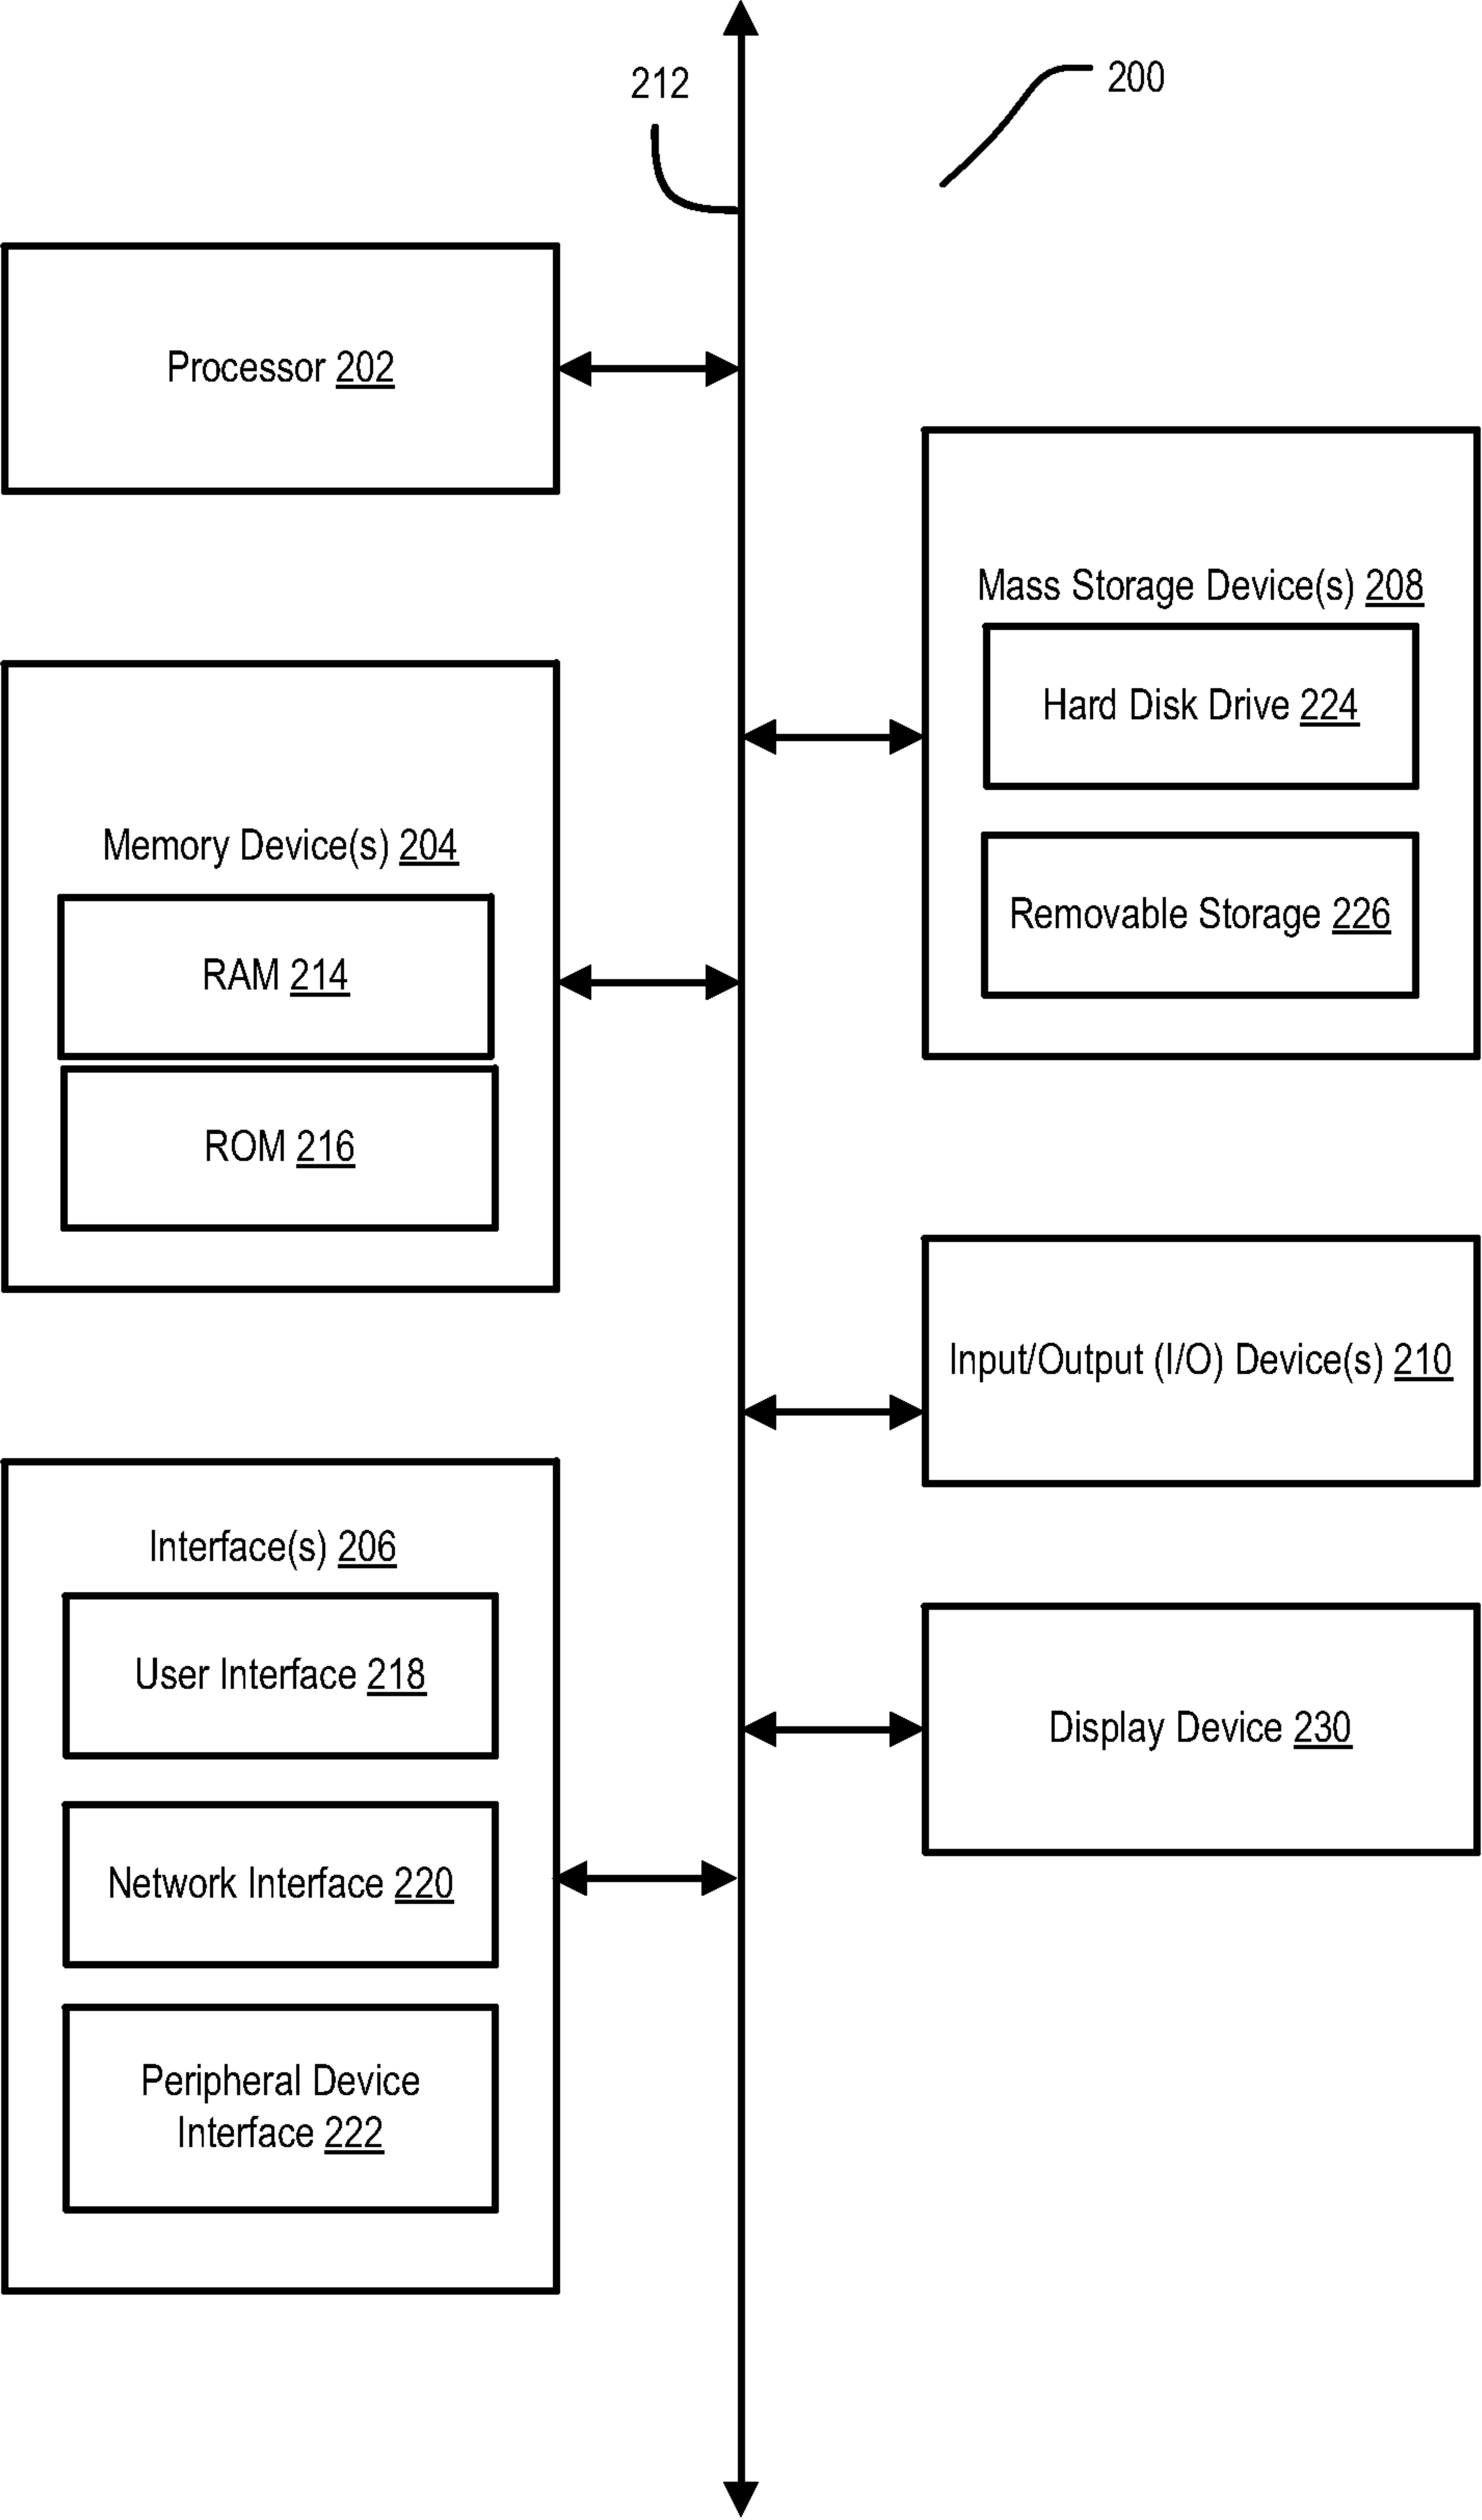 212
200
Processor 202
Mass Storage Device(s) 208
Hard Disk Drive 224
Removable Storage 226
Memory Device(s) 204
RAM 214
ROM 216
Input/Output (I/O) Device(s) 210
Interface(s) 206
User Interface 218
Network Interface 220
Peripheral Device
Interface 222
Display Device 230